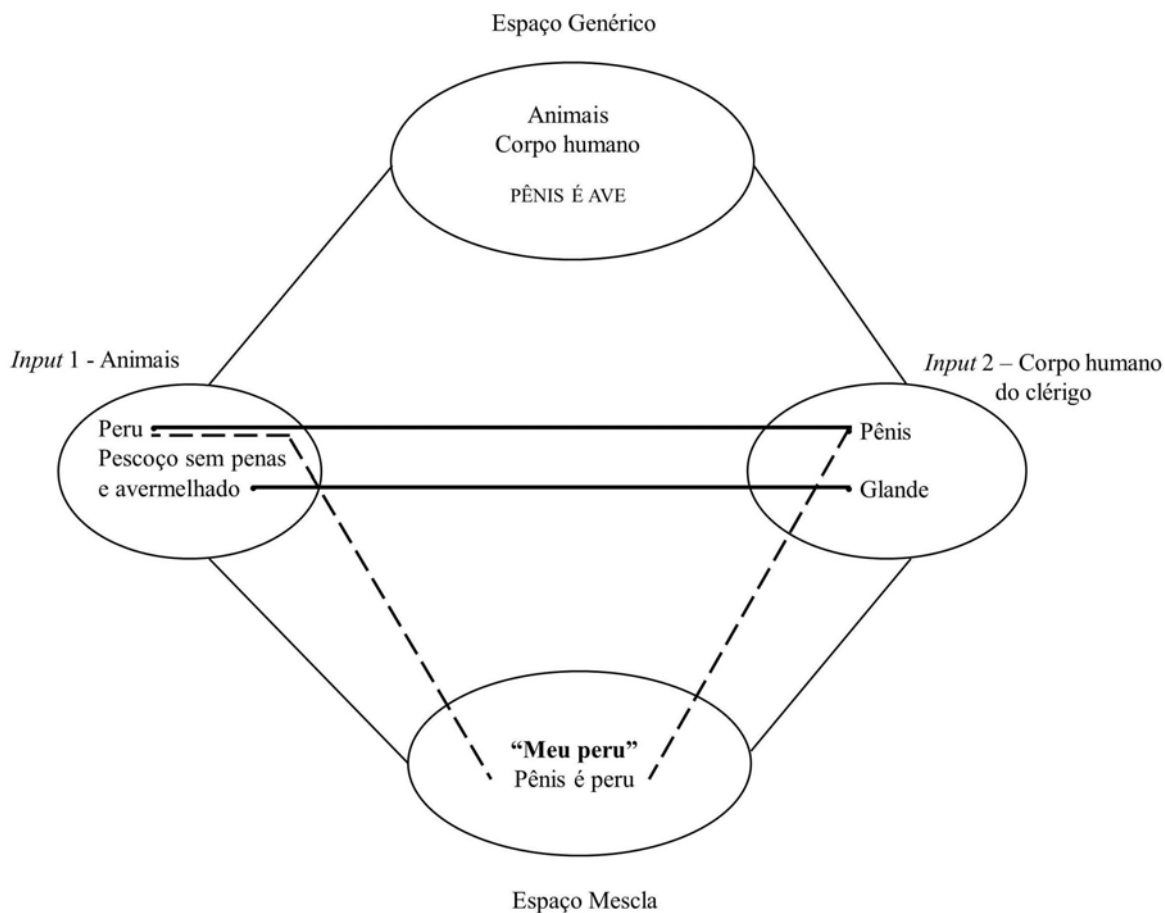 Espaço Genérico
Animais
Corpo humano
PÊNIS É AVE
Input 1 - Animais
Input 2 – Corpo humano
do clérigo
Peru
Pescoço sem penas
e avermelhado
Pênis
Glande
“Meu peru”
Pênis é peru
Espaço Mescla